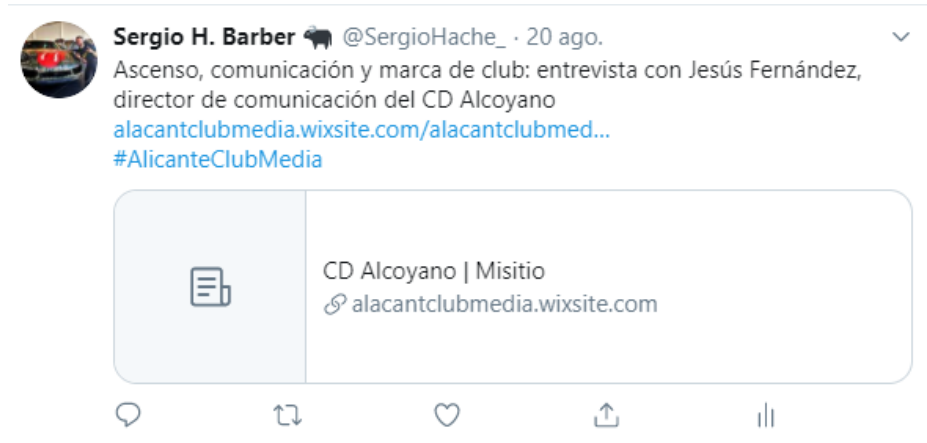 Sergio H. Barber 🐃 @SergioHache_ · 20 ago.
Ascenso, comunicación y marca de club: entrevista con Jesús Fernández,
director de comunicación del CD Alcoyano
alacantclubmedia.wixsite.com/alacantclubmed...
#AlicanteClubMedia
CD Alcoyano | Misitio
alacantclubmedia.wixsite.com